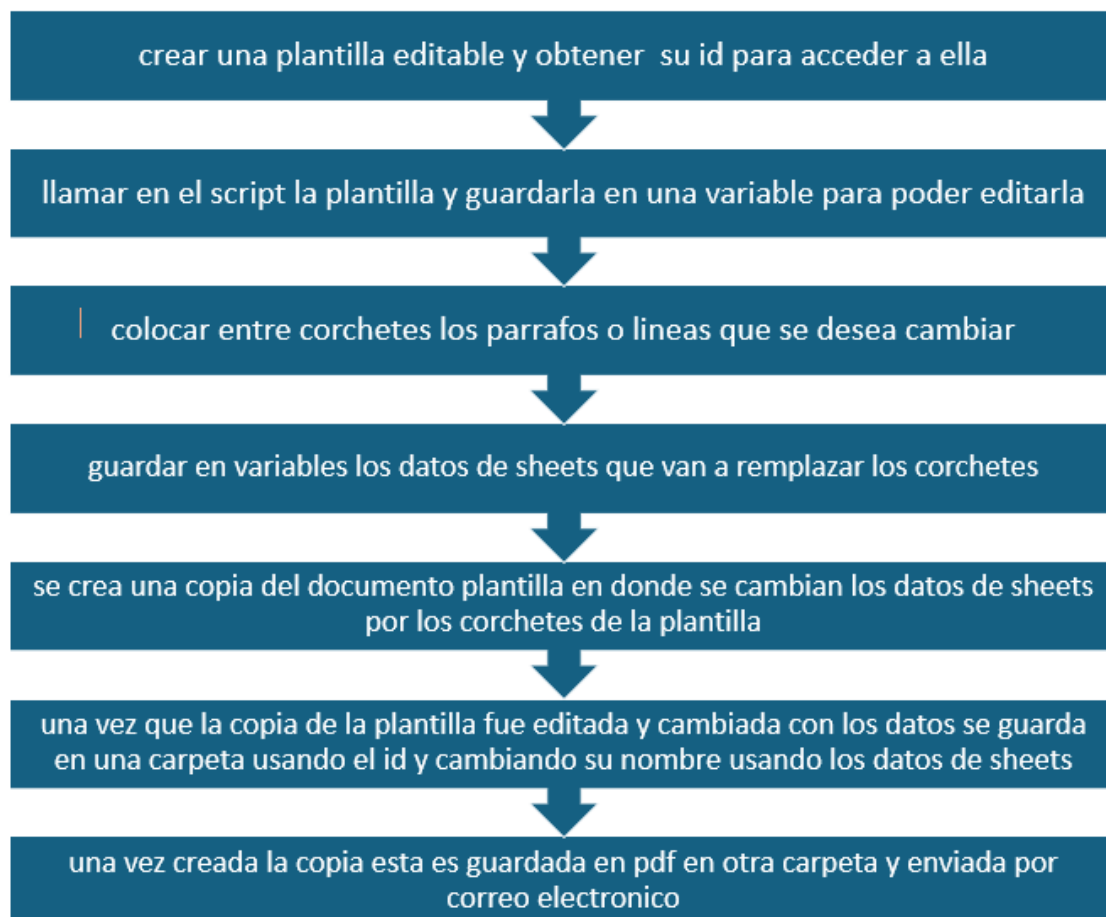 crear una plantilla editable y obtener  su id para acceder a ella
llamar en el script la plantilla y guardarla en una variable para poder editarla
colocar entre corchetes los parrafos o lineas que se desea cambiar
guardar en variables los datos de sheets que van a remplazar los corchetes
se crea una copia del documento plantilla en donde se cambian los datos de sheets
por los corchetes de la plantilla
una vez que la copia de la plantilla fue editada y cambiada con los datos se guarda
en una carpeta usando el id y cambiando su nombre usando los datos de sheets
una vez creada la copia esta es guardada en pdf en otra carpeta y enviada por
correo electronico